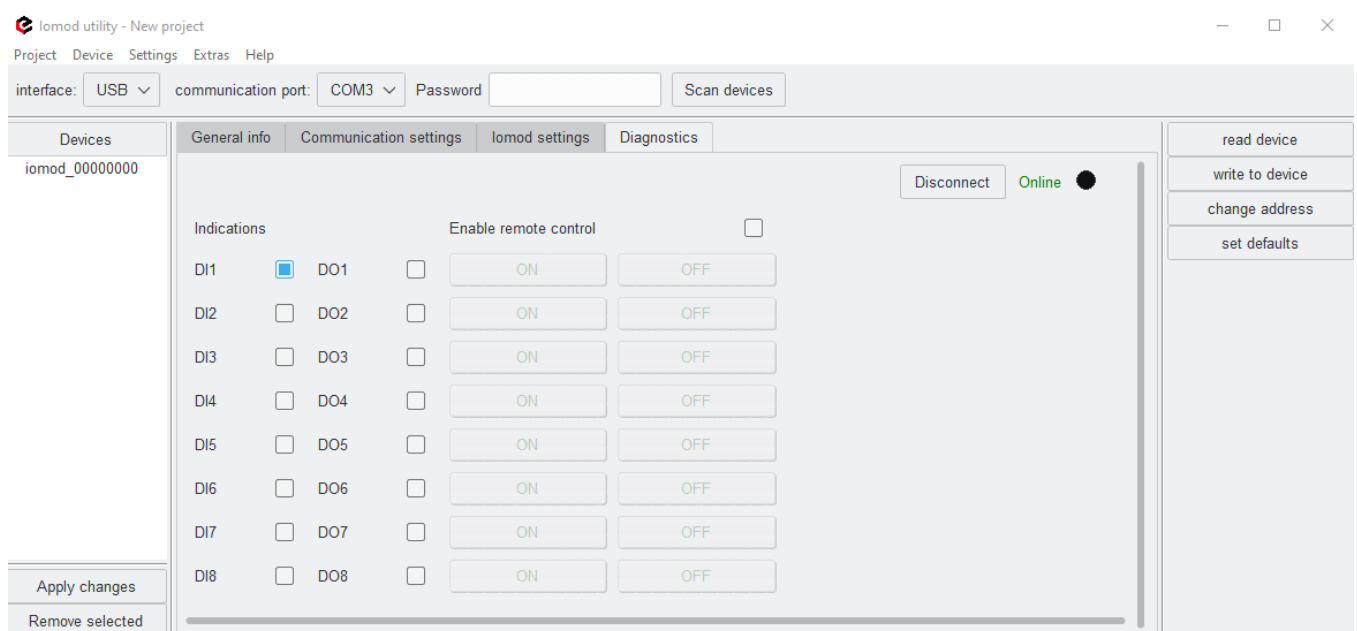 Iomod utility - New project
Project Device Settings Extras Help
interface: USB communication port: COM3 Password Scan devices
Devices
iomod_00000000
Apply changes
Remove selected
General info Communication settings Iomod settings Diagnostics
Disconnect Online
Indications Enable remote control
DI1 DO1 ON OFF
DI2 DO2 ON OFF
DI3 DO3 ON OFF
DI4 DO4 ON OFF
DI5 DO5 ON OFF
DI6 DO6 ON OFF
DI7 DO7 ON OFF
DI8 DO8 ON OFF
read device
write to device
change address
set defaults